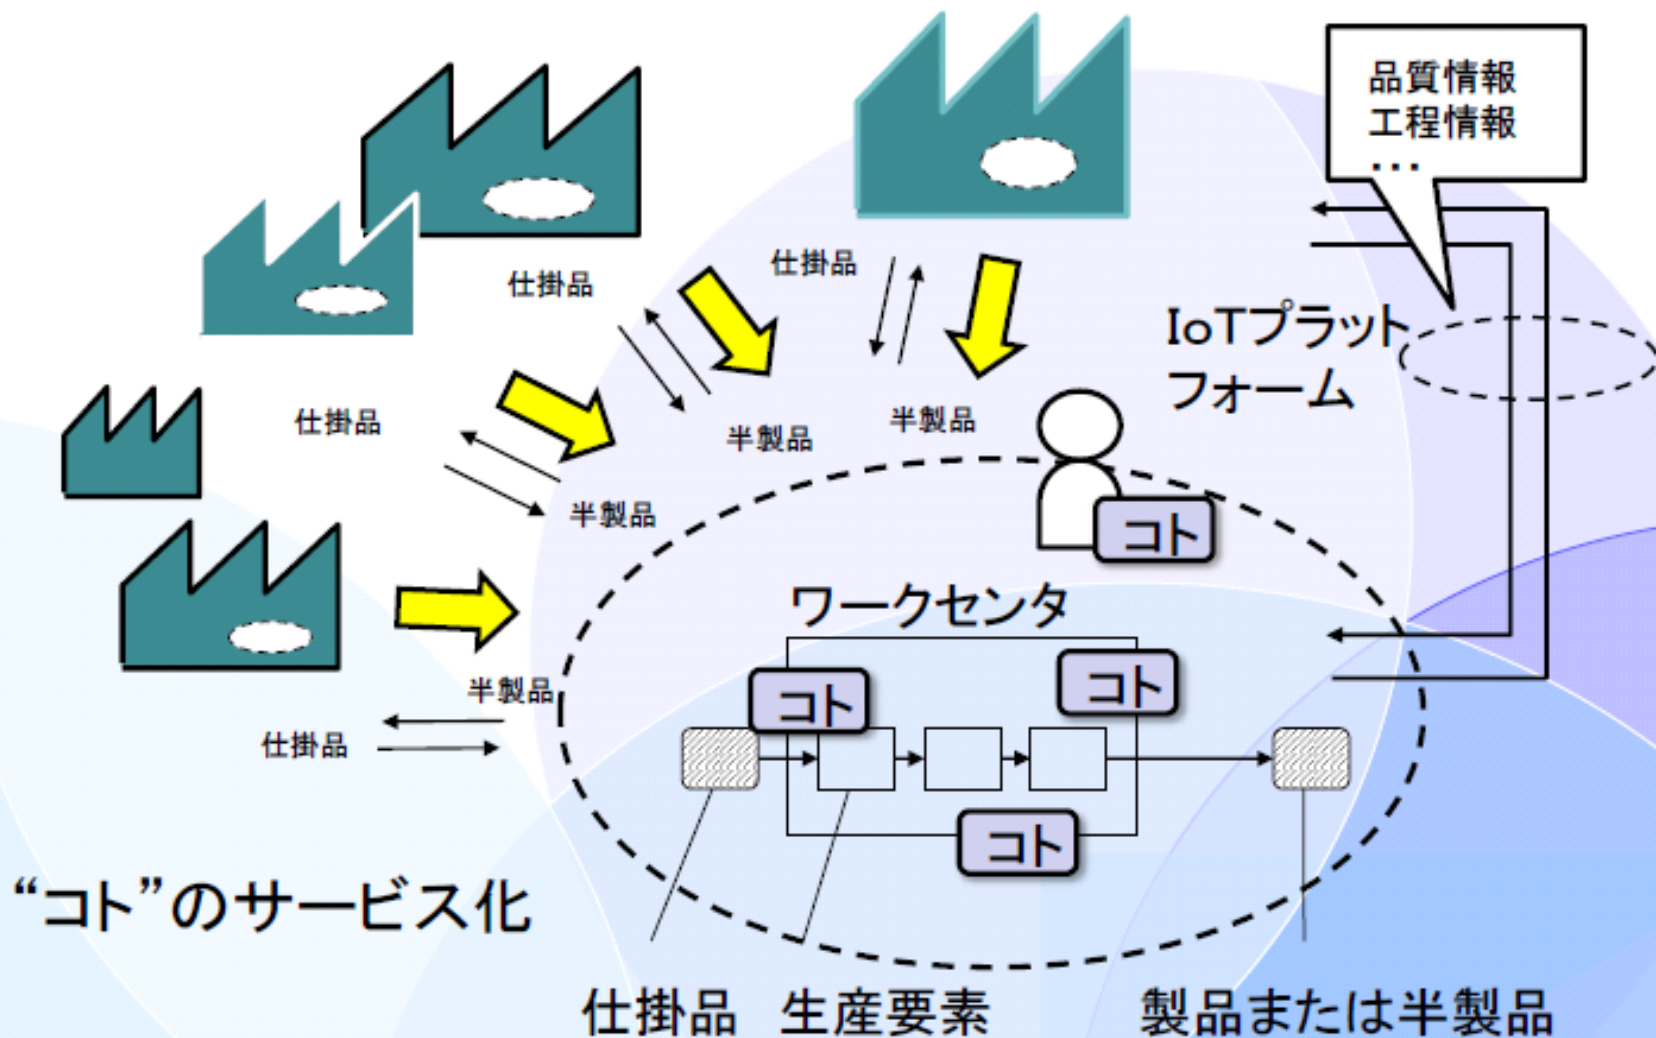 品質情報
工程情報
・・・
仕掛品
仕掛品
IoTプラット
フォーム
仕掛品
半製品
半製品
半製品
コト
ワークセンタ
半製品
コト
コト
仕掛品
コト
“コト”のサービス化
仕掛品
生産要素
製品または半製品